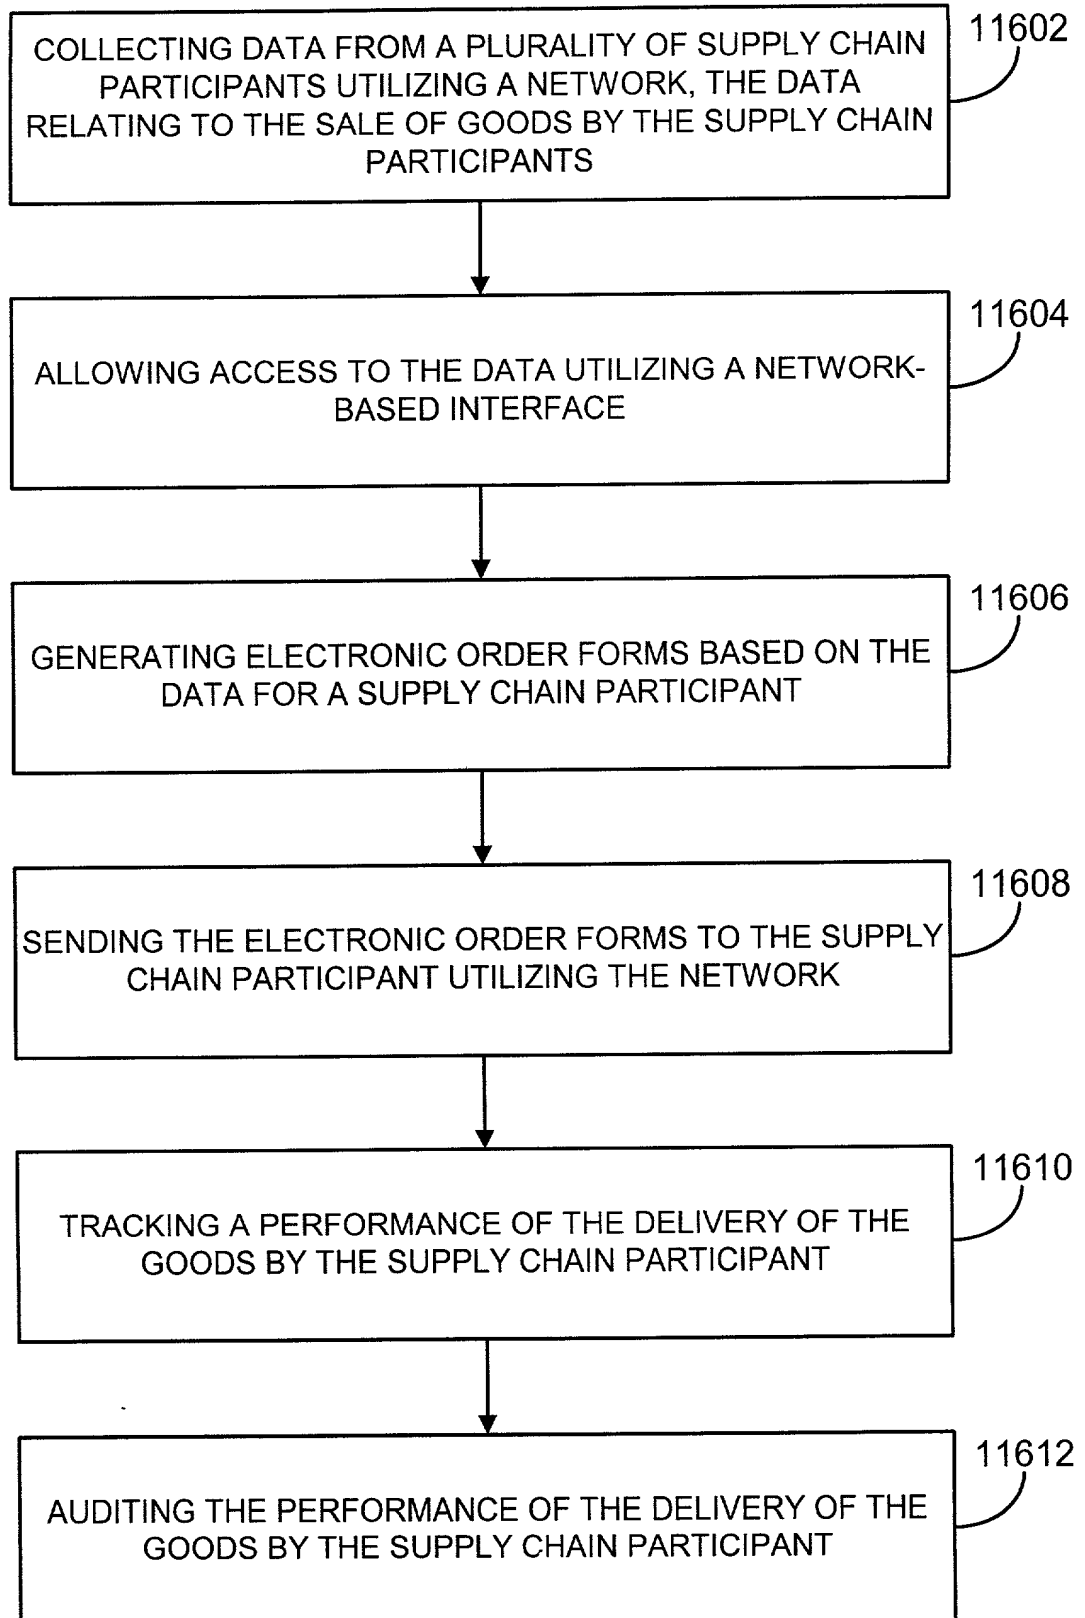 11602
COLLECTING DATA FROM A PLURALITY OF SUPPLY CHAIN
PARTICIPANTS UTILIZING A NETWORK, THE DATA
RELATING TO THE SALE OF GOODS BY THE SUPPLY CHAIN
PARTICIPANTS
11604
ALLOWING ACCESS TO THE DATA UTILIZING A NETWORK-
BASED INTERFACE
11606
GENERATING ELECTRONIC ORDER FORMS BASED ON THE
DATA FOR A SUPPLY CHAIN PARTICIPANT
11608
SENDING THE ELECTRONIC ORDER FORMS TO THE SUPPLY
CHAIN PARTICIPANT UTILIZING THE NETWORK
11610
TRACKING A PERFORMANCE OF THE DELIVERY OF THE
GOODS BY THE SUPPLY CHAIN PARTICIPANT
11612
AUDITING THE PERFORMANCE OF THE DELIVERY OF THE
GOODS BY THE SUPPLY CHAIN PARTICIPANT